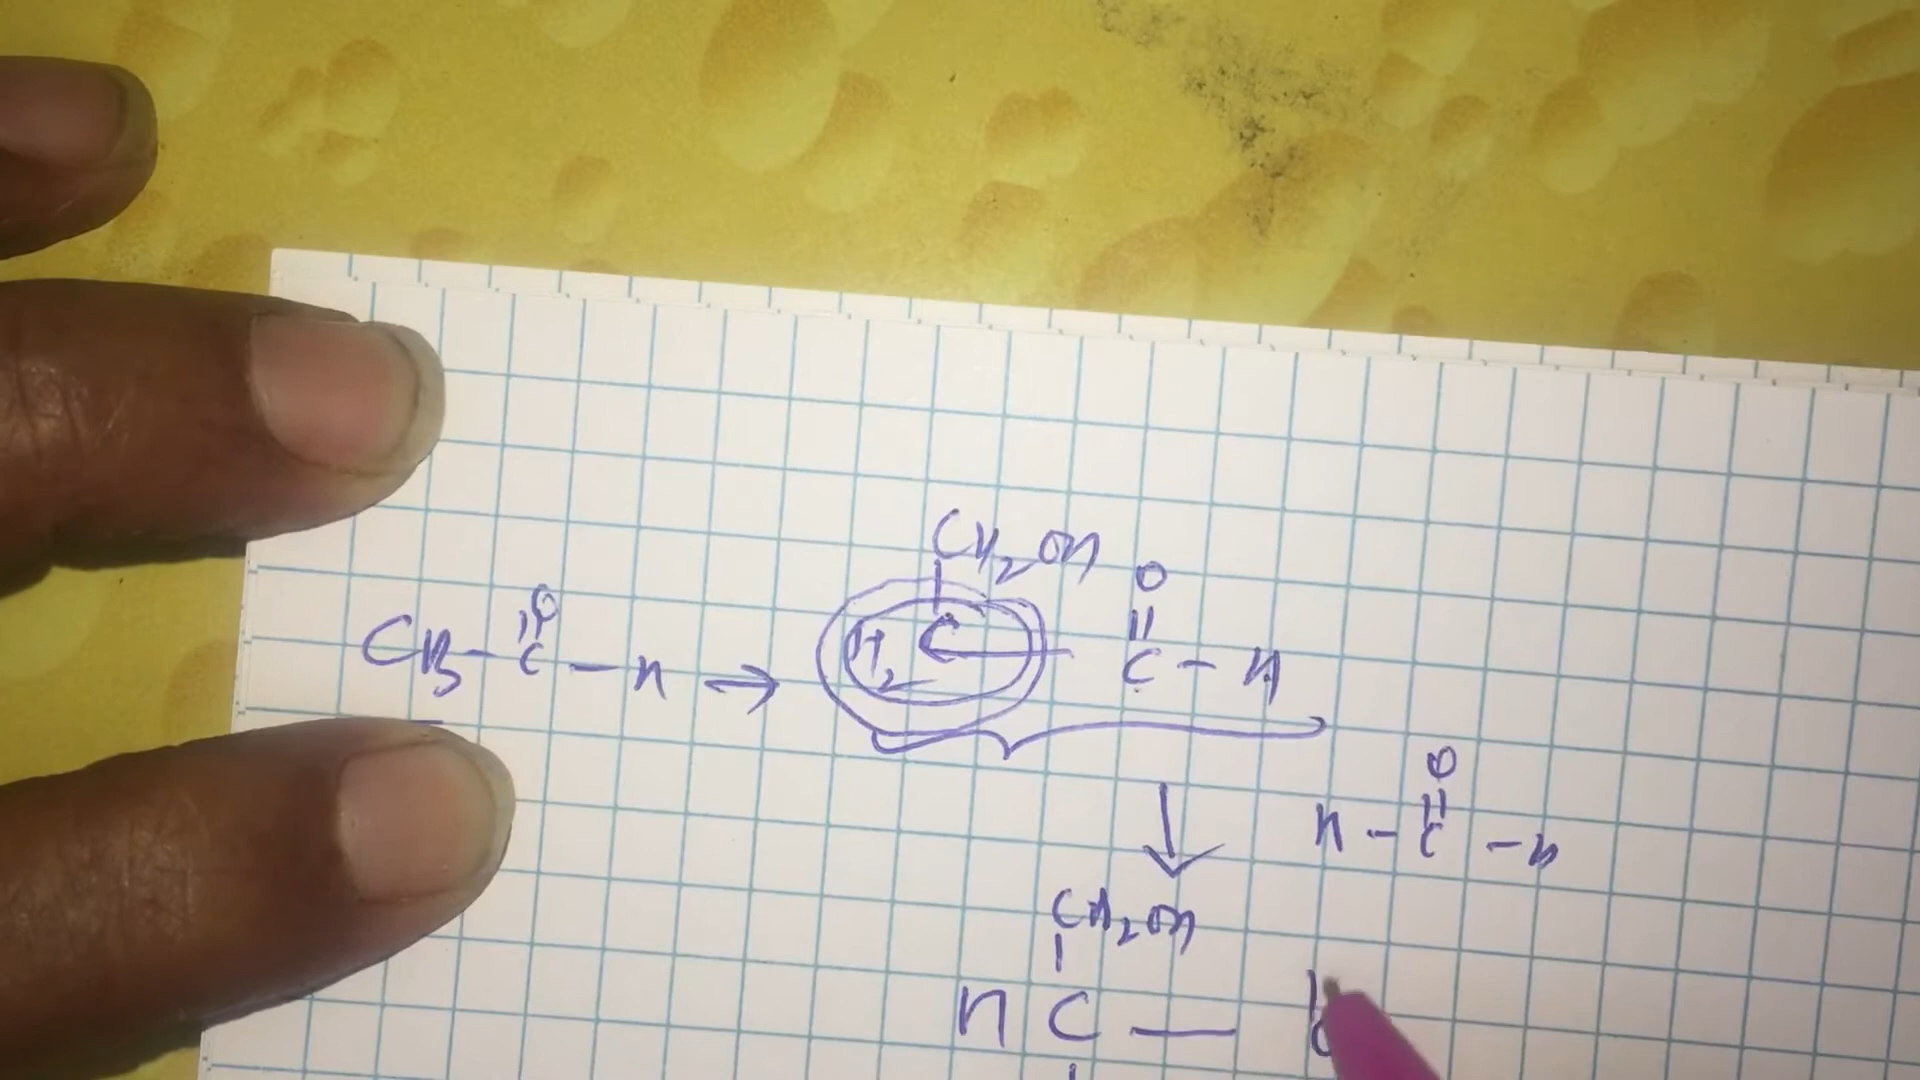 CH2OH
O
||
CH3 - C - H → H2 C — C - H
O
||
H - C - H
↓
CH2OH
H C —